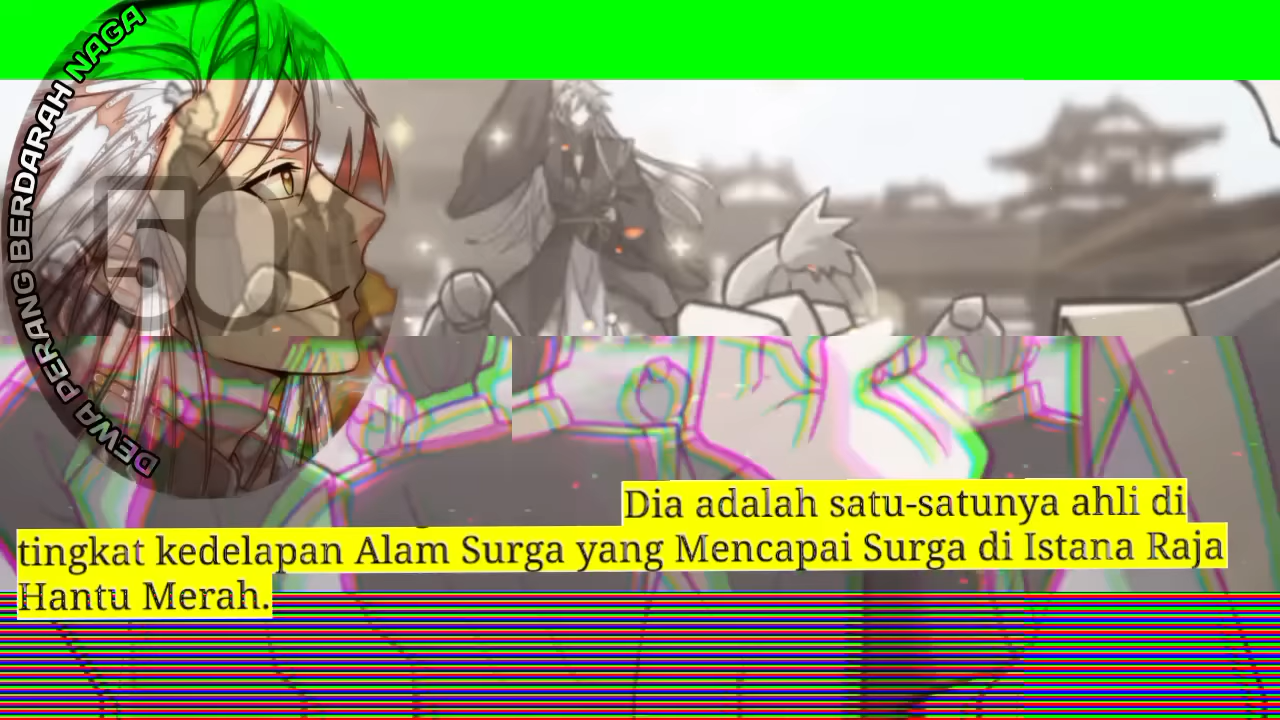 DEWA PERANG BERDARAH NAGA
50
Dia adalah satu-satunya ahli di
tingkat kedelapan Alam Surga yang Mencapai Surga di Istana Raja
Hantu Merah.